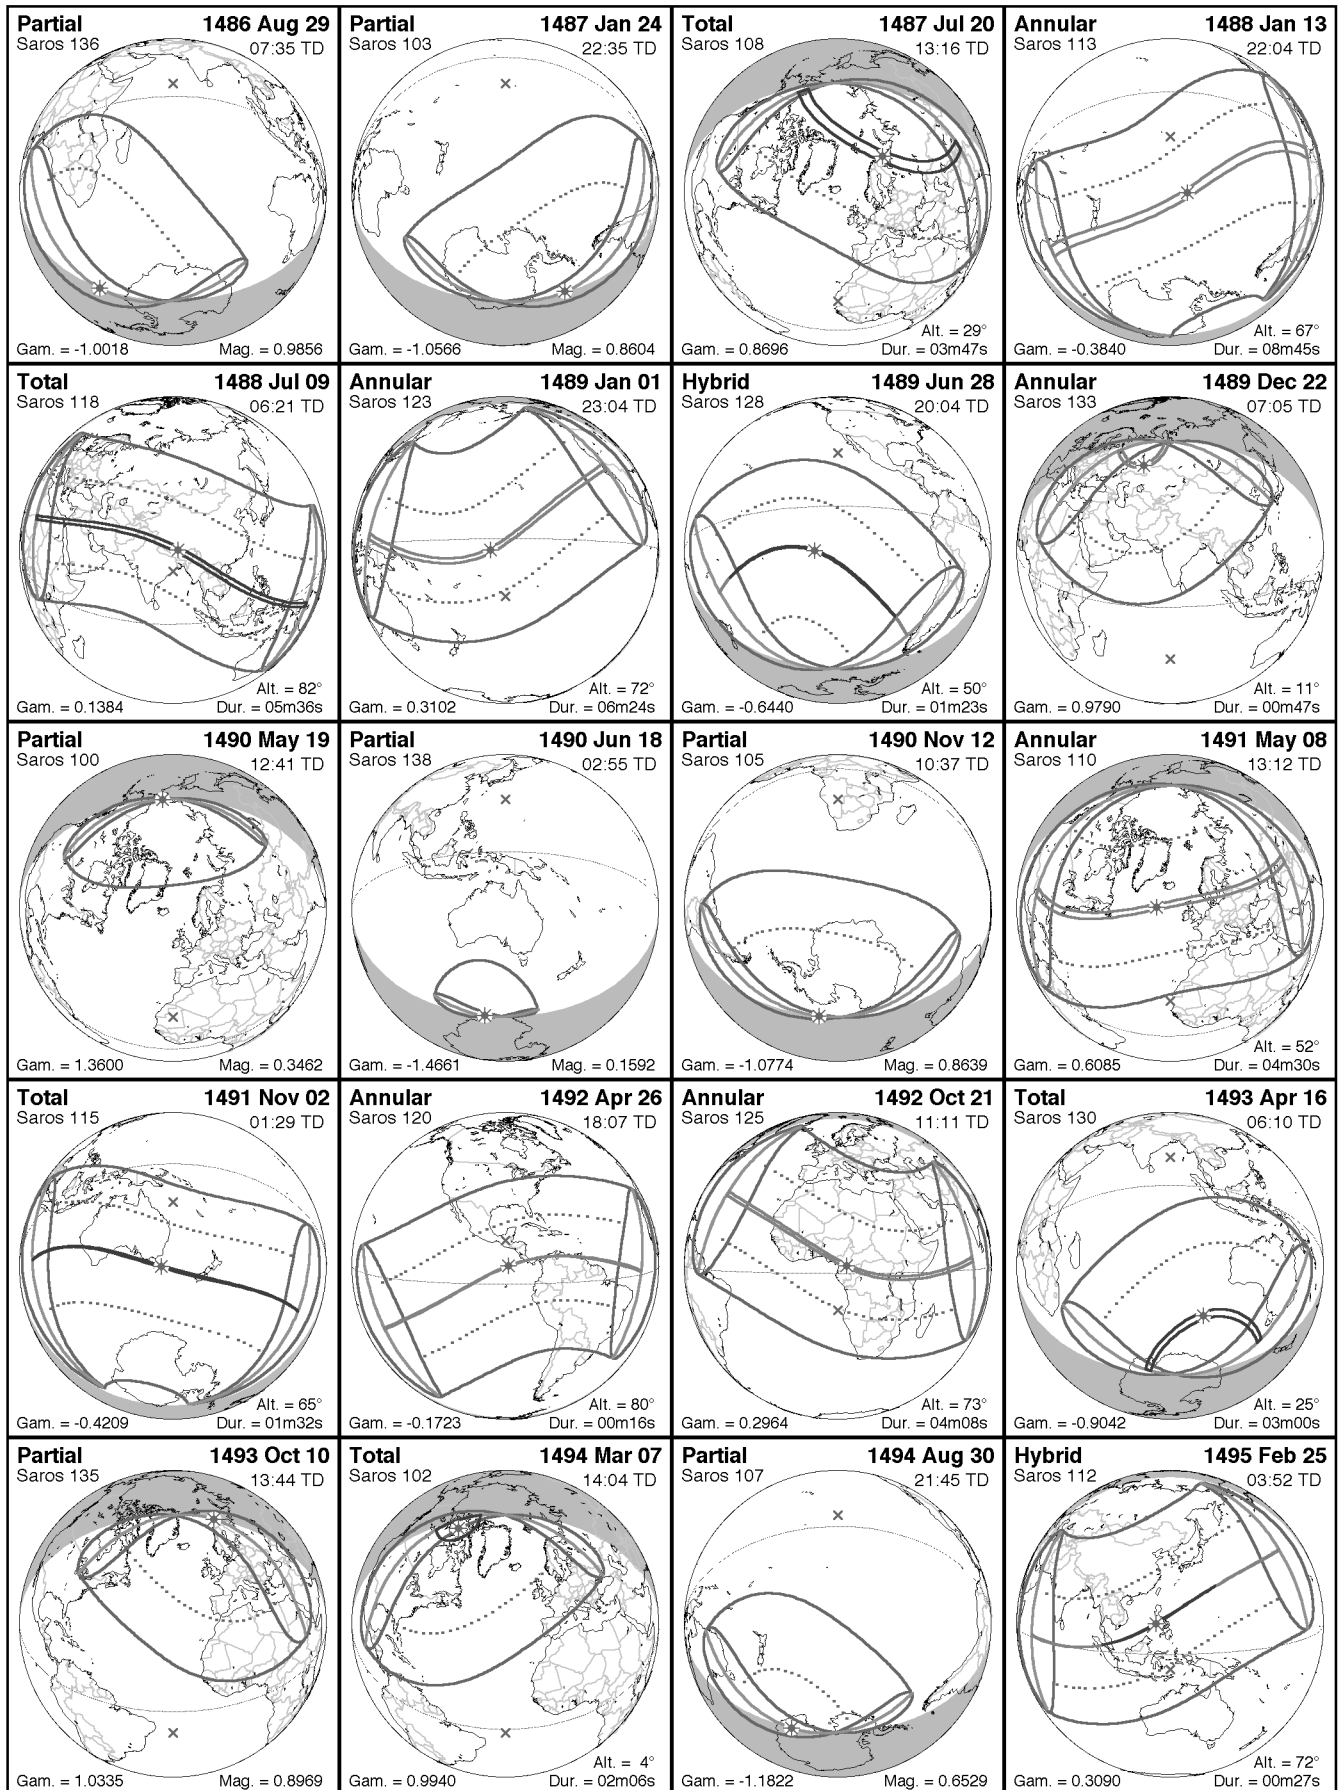 Partial 1486 Aug 29
Saros 136 07:35 TD
Gam. = -1.0018 Mag. = 0.9856
Partial 1487 Jan 24
Saros 103 22:35 TD
Gam. = -1.0566 Mag. = 0.8604
Total 1487 Jul 20
Saros 108 13:16 TD
Alt. = 29°
Gam. = 0.8696 Dur. = 03m47s
Annular 1488 Jan 13
Saros 113 22:04 TD
Alt. = 67°
Gam. = -0.3840 Dur. = 08m45s
Total 1488 Jul 09
Saros 118 06:21 TD
Alt. = 82°
Gam. = 0.1384 Dur. = 05m36s
Annular 1489 Jan 01
Saros 123 23:04 TD
Alt. = 72°
Gam. = 0.3102 Dur. = 06m24s
Hybrid 1489 Jun 28
Saros 128 20:04 TD
Alt. = 50°
Gam. = -0.6440 Dur. = 01m23s
Annular 1489 Dec 22
Saros 133 07:05 TD
Alt. = 11°
Gam. = 0.9790 Dur. = 00m47s
Partial 1490 May 19
Saros 100 12:41 TD
Gam. = 1.3600 Mag. = 0.3462
Partial 1490 Jun 18
Saros 138 02:55 TD
Gam. = -1.4661 Mag. = 0.1592
Partial 1490 Nov 12
Saros 105 10:37 TD
Gam. = -1.0774 Mag. = 0.8639
Annular 1491 May 08
Saros 110 13:12 TD
Alt. = 52°
Gam. = 0.6085 Dur. = 04m30s
Total 1491 Nov 02
Saros 115 01:29 TD
Alt. = 65°
Gam. = -0.4209 Dur. = 01m32s
Annular 1492 Apr 26
Saros 120 18:07 TD
Alt. = 80°
Gam. = -0.1723 Dur. = 00m16s
Annular 1492 Oct 21
Saros 125 11:11 TD
Alt. = 73°
Gam. = 0.2964 Dur. = 04m08s
Total 1493 Apr 16
Saros 130 06:10 TD
Alt. = 25°
Gam. = -0.9042 Dur. = 03m00s
Partial 1493 Oct 10
Saros 135 13:44 TD
Gam. = 1.0335 Mag. = 0.8969
Total 1494 Mar 07
Saros 102 14:04 TD
Alt. = 4°
Gam. = 0.9940 Dur. = 02m06s
Partial 1494 Aug 30
Saros 107 21:45 TD
Gam. = -1.1822 Mag. = 0.6529
Hybrid 1495 Feb 25
Saros 112 03:52 TD
Alt. = 72°
Gam. = 0.3090 Dur. = 00m27s